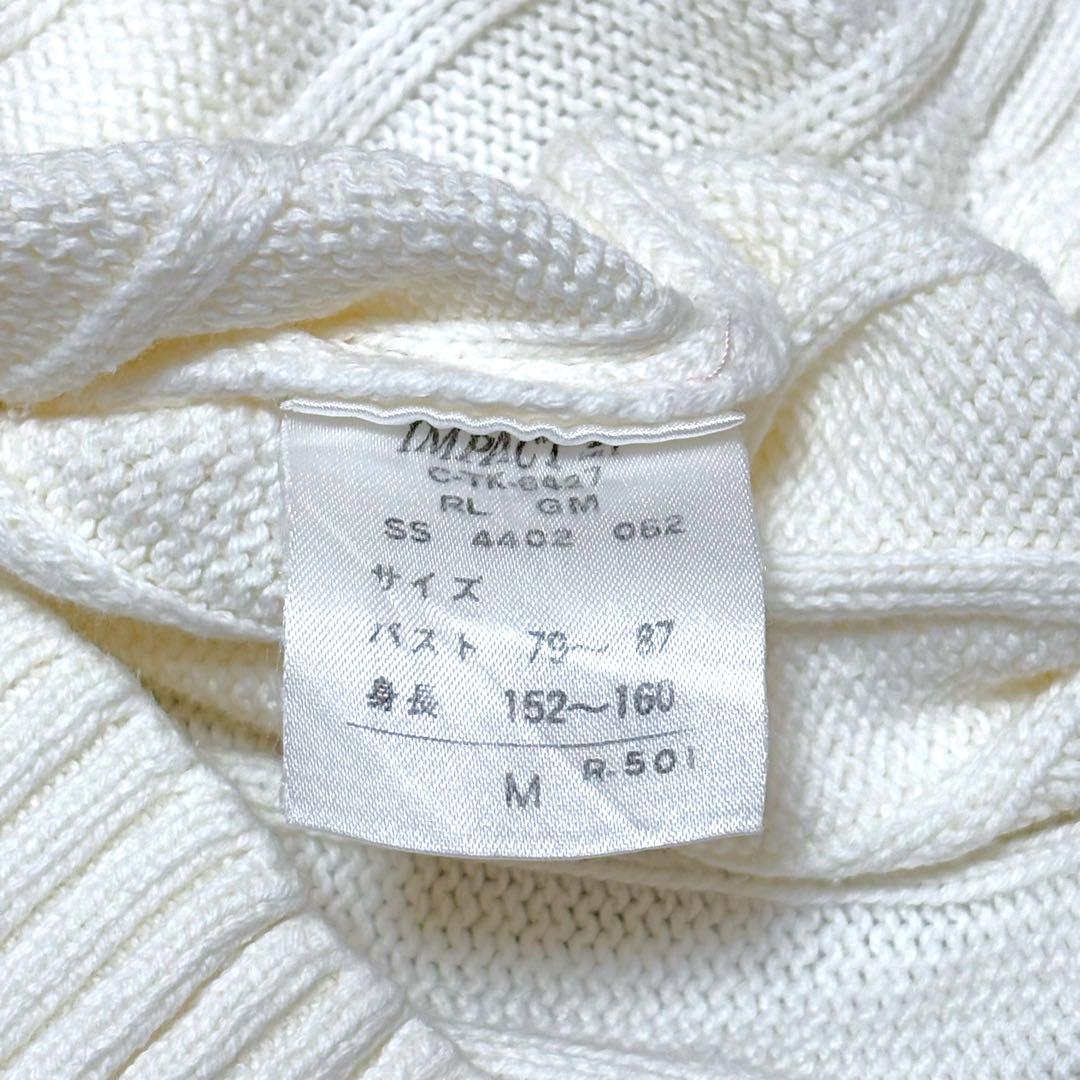 IMPACT 21
C-TK-6427
RL GM
SS 4402 062
サイズ
バスト 79〜 87
身長 152〜160
R.501
M